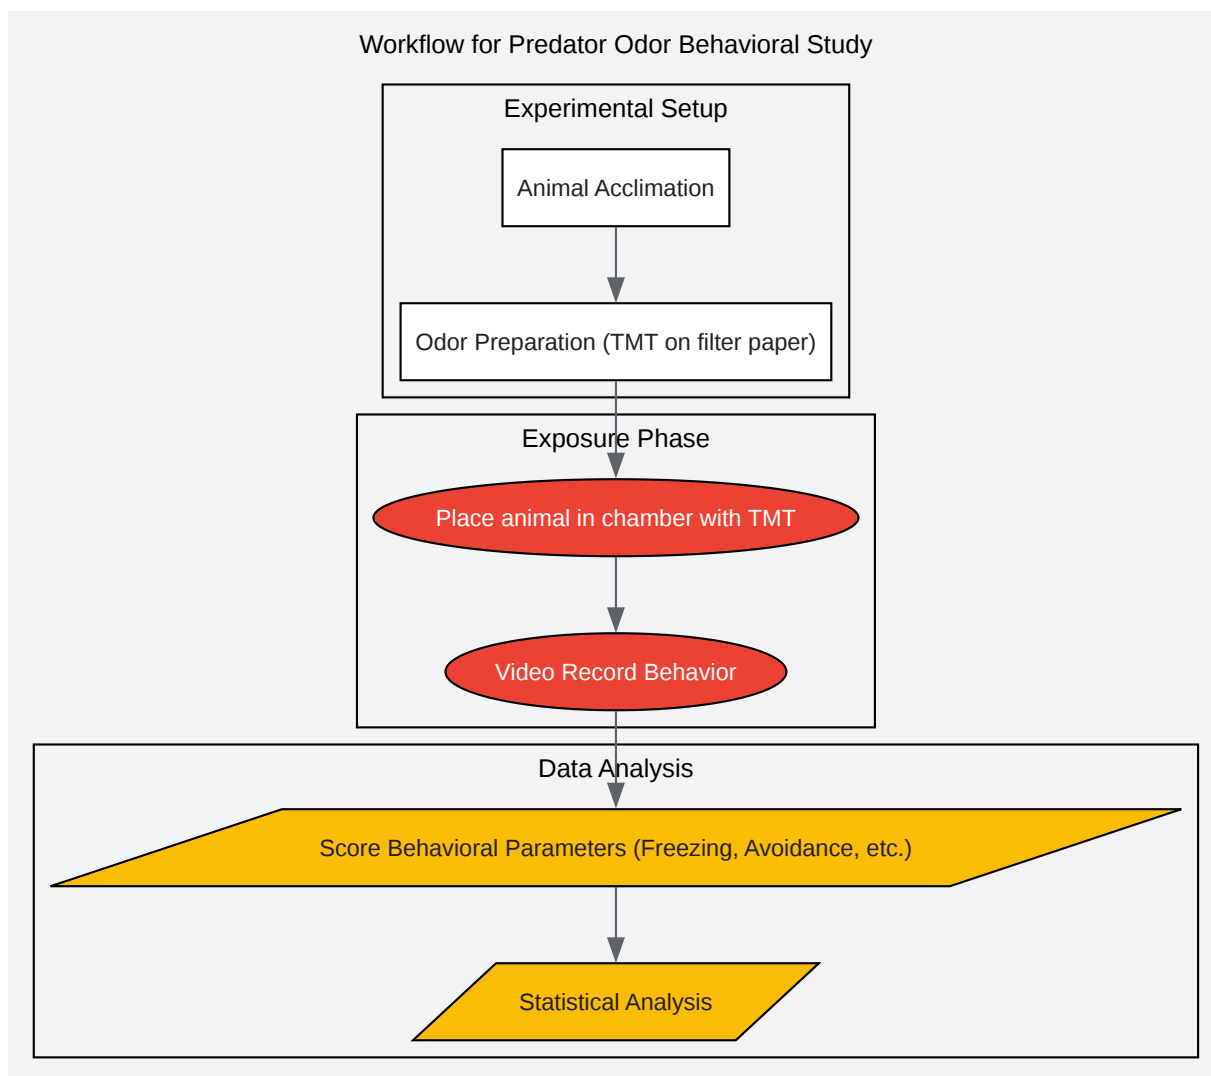 Workflow for Predator Odor Behavioral Study
Experimental Setup
Animal Acclimation
Odor Preparation (TMT on filter paper)
Exposure Phase
Place animal in chamber with TMT
Video Record Behavior
Data Analysis
Score Behavioral Parameters (Freezing, Avoidance, etc.)
Statistical Analysis